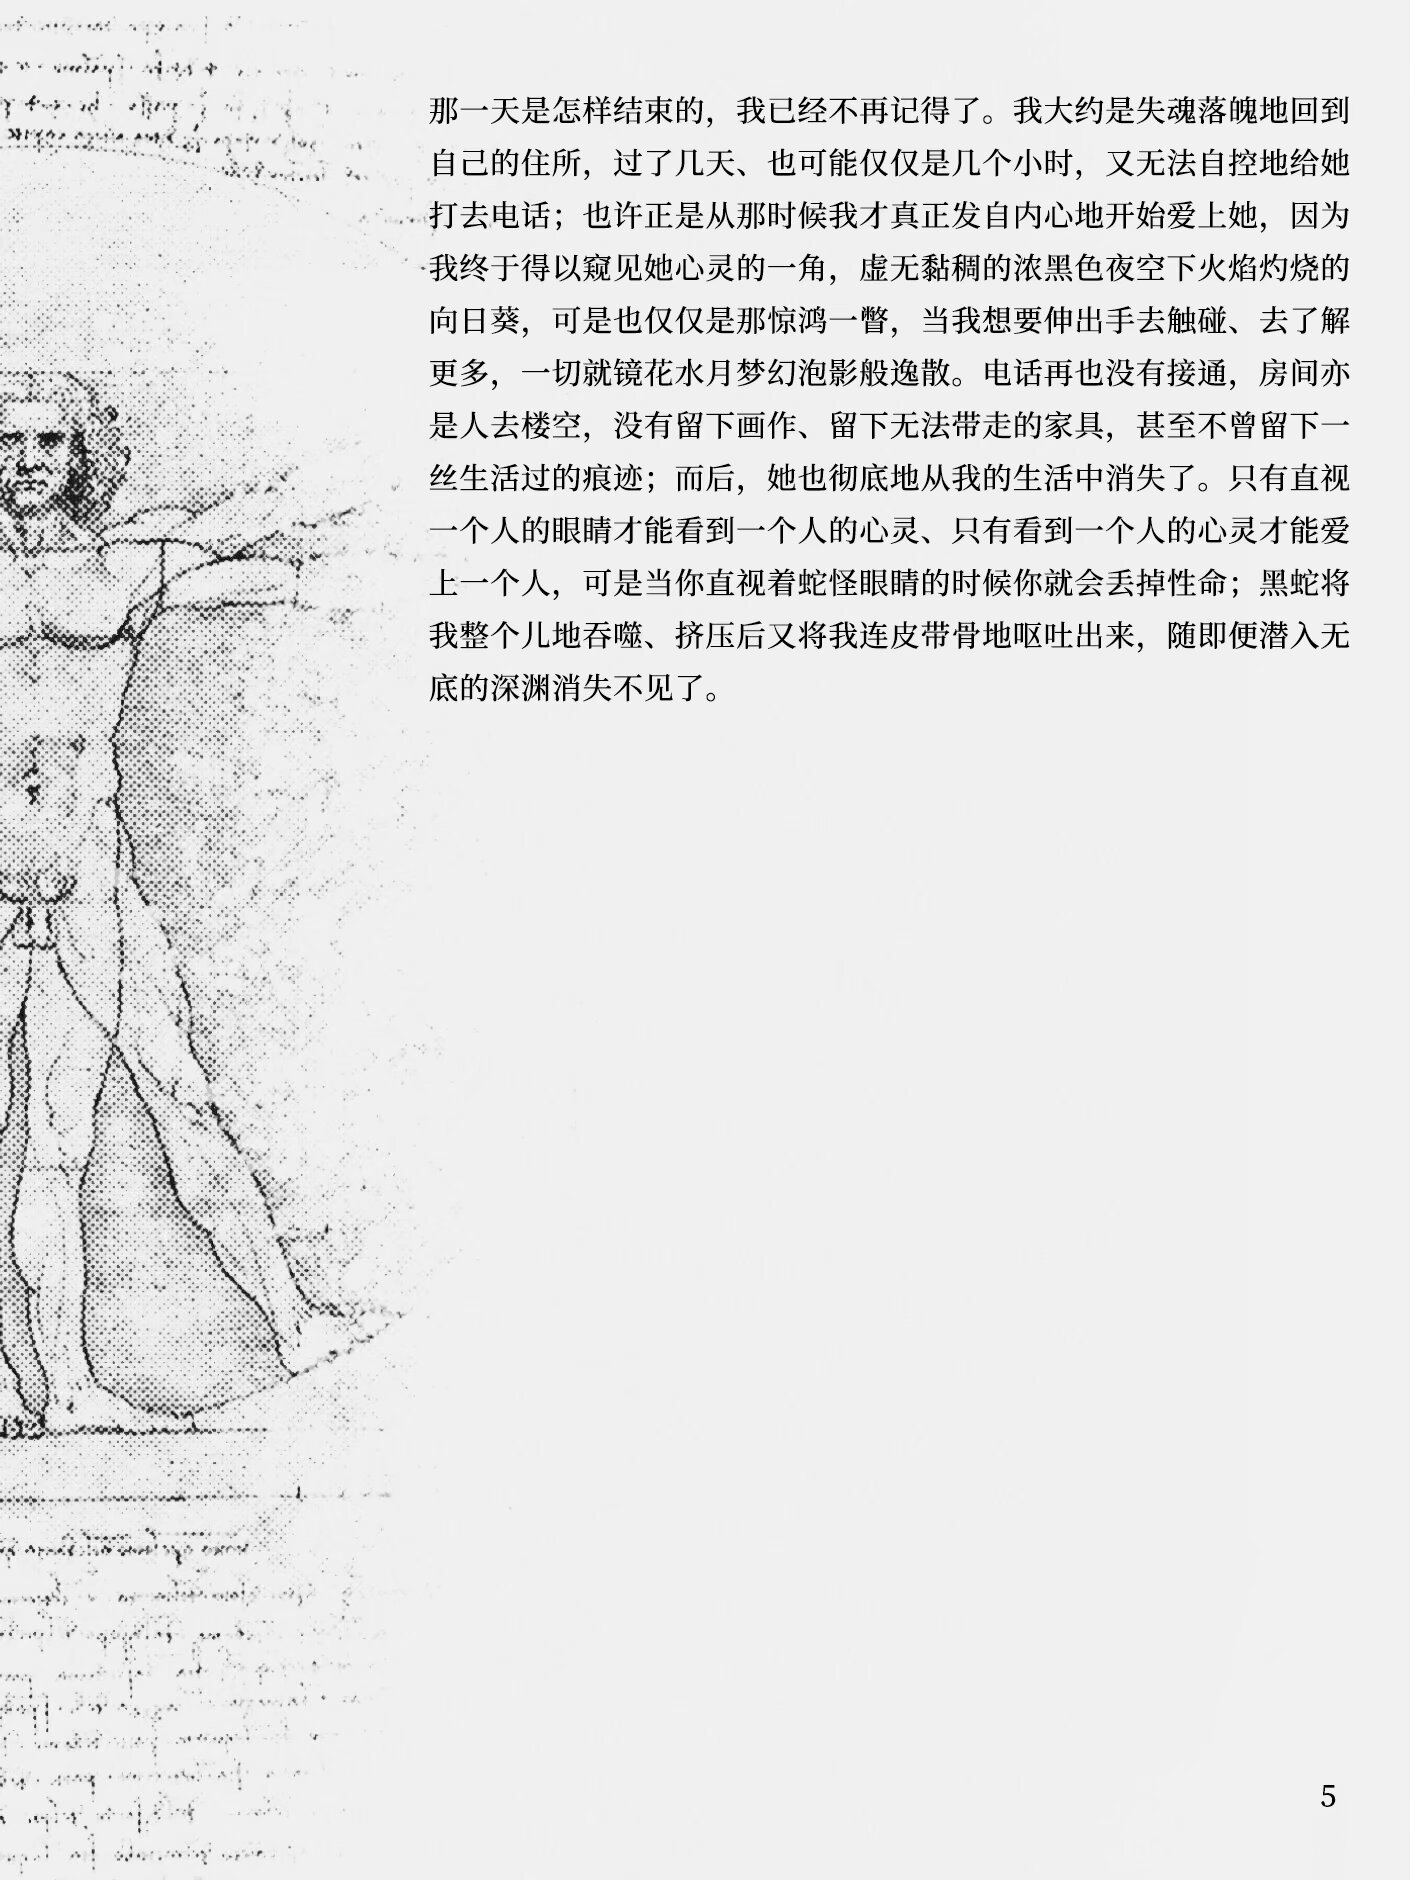 那一天是怎样结束的，我已经不再记得了。我大约是失魂落魄地回到
自己的住所，过了几天、也可能仅仅是几个小时，又无法自控地给她
打去电话；也许正是从那时候我才真正发自内心地开始爱上她，因为
我终于得以窥见她心灵的一角，虚无黏稠的浓黑色夜空下火焰灼烧的
向日葵，可是也仅仅是那惊鸿一瞥，当我想要伸出手去触碰、去了解
更多，一切就镜花水月梦幻泡影般逸散。电话再也没有接通，房间亦
是人去楼空，没有留下画作、留下无法带走的家具，甚至不曾留下一
丝生活过的痕迹；而后，她也彻底地从我的生活中消失了。只有直视
一个人的眼睛才能看到一个人的心灵、只有看到一个人的心灵才能爱
上一个人，可是当你直视着蛇怪眼睛的时候你就会丢掉性命；黑蛇将
我整个儿地吞噬、挤压后又将我连皮带骨地呕吐出来，随即便潜入无
底的深渊消失不见了。
5